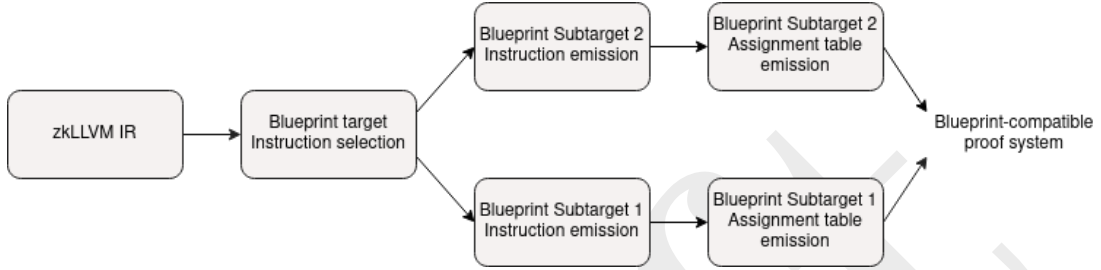 zkLLVM IR
Blueprint target
Instruction selection
Blueprint Subtarget 2
Instruction emission
Blueprint Subtarget 2
Assignment table
emission
Blueprint Subtarget 1
Instruction emission
Blueprint Subtarget 1
Assignment table
emission
Blueprint-compatible
proof system